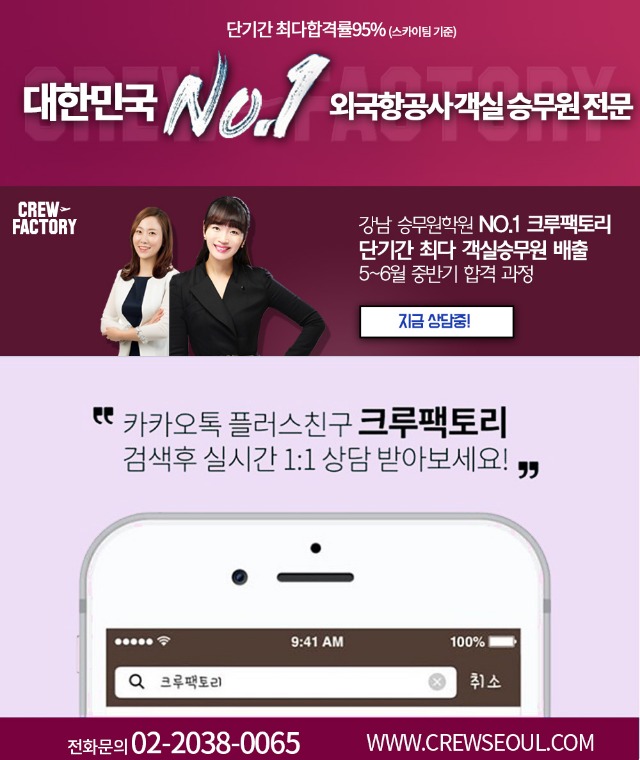 단기간 최다합격률95% (스카이팀 기준)
CREW FACTORY
대한민국 No.1 외국항공사 객실 승무원 전문
CREW
FACTORY
강남 승무원학원 NO.1 크루팩토리
단기간 최다 객실승무원 배출
5~6월 중반기 합격 과정
지금 상담중!
"카카오톡 플러스친구 크루팩토리
검색후 실시간 1:1 상담 받아보세요!"
9:41 AM 100%
크루팩토리 취소
전화문의 02-2038-0065 WWW.CREWSEOUL.COM